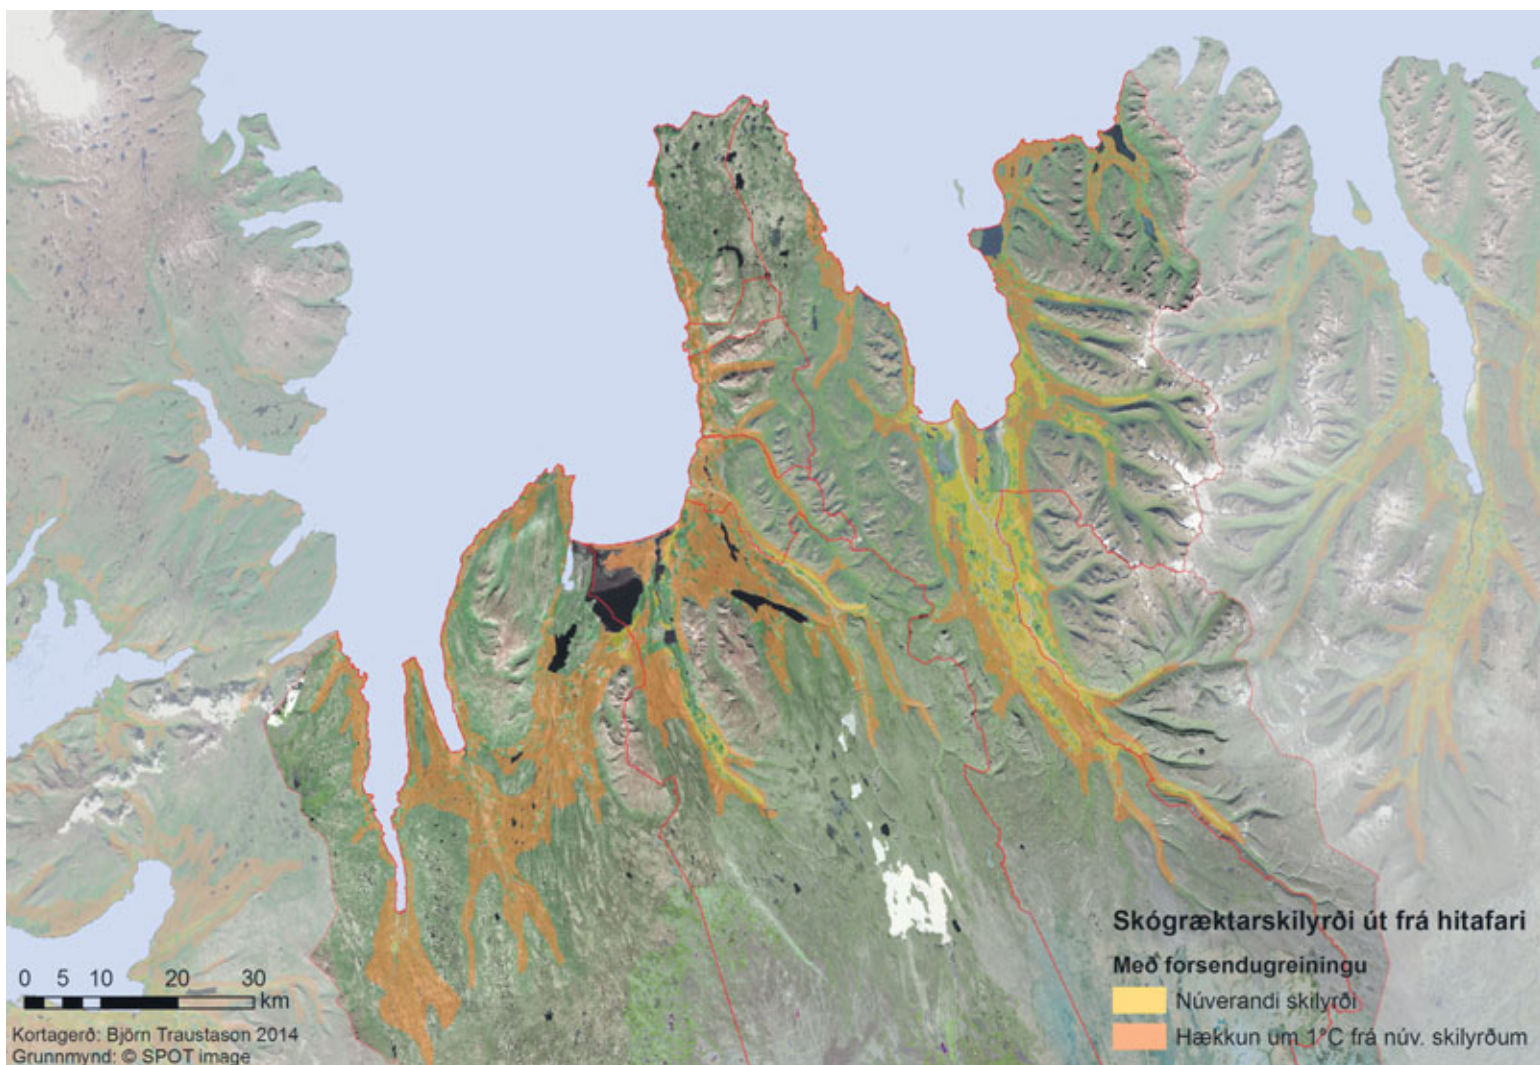 Skógræktarskilyrði út frá hitafari
Með forsendugreiningu
Núverandi skilyrði
Hækkun um 1°C frá núv. skilyrðum
0 5 10 20 30
km
Kortagerð: Björn Traustason 2014
Grunnmynd: © SPOT image